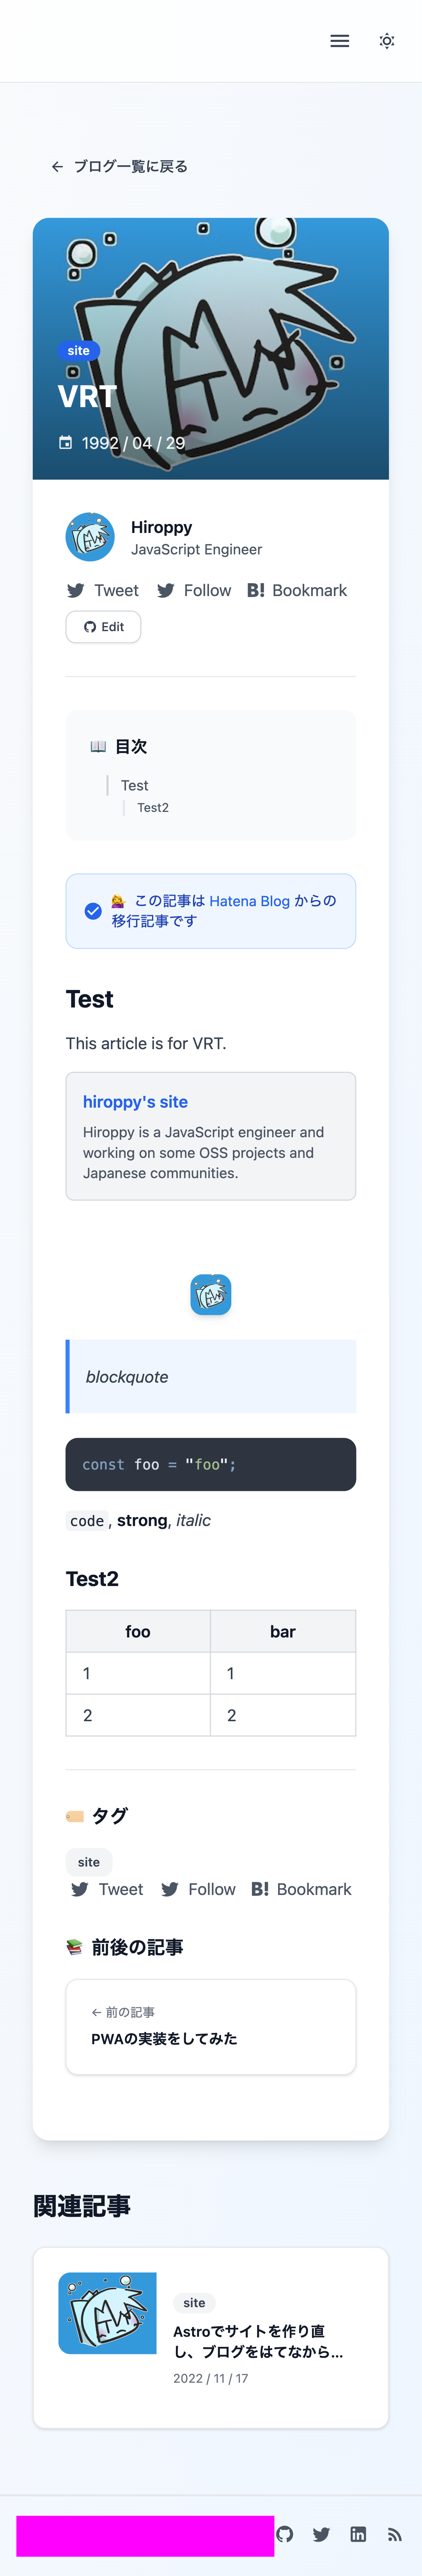 ブログ一覧に戻る
site
VRT
1992 / 04 / 29
Hiroppy
JavaScript Engineer
Tweet Follow B! Bookmark
Edit
目次
Test
Test2
この記事は Hatena Blog からの
移行記事です
Test
This article is for VRT.
hiroppy's site
Hiroppy is a JavaScript engineer and
working on some OSS projects and
Japanese communities.
blockquote
const foo = "foo";
code, strong, italic
Test2
foo bar
1 1
2 2
タグ
site
Tweet Follow B! Bookmark
前後の記事
← 前の記事
PWAの実装をしてみた
関連記事
site
Astroでサイトを作り直
し、ブログをはてなから...
2022 / 11 / 17